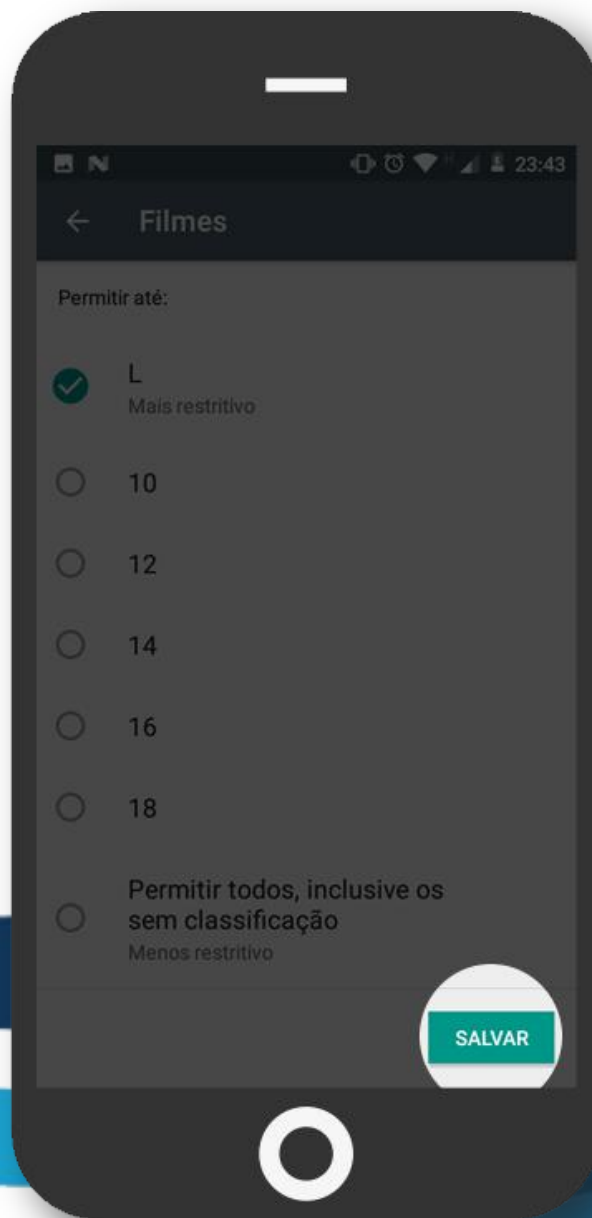 23:43
Filmes
Permitir até:
L
Mais restritivo
10
12
14
16
18
Permitir todos, inclusive os
sem classificação
Menos restritivo
SALVAR